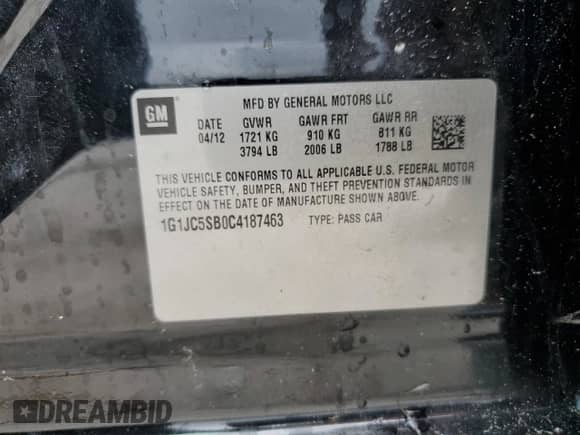 GM
MFD BY GENERAL MOTORS LLC
DATE GVWR GAWR FRT GAWR RR
04/12 1721 KG 910 KG 811 KG
3794 LB 2006 LB 1788 LB
THIS VEHICLE CONFORMS TO ALL APPLICABLE U.S. FEDERAL MOTOR
VEHICLE SAFETY, BUMPER, AND THEFT PREVENTION STANDARDS IN
EFFECT ON THE DATE OF MANUFACTURE SHOWN ABOVE.
1G1JC5SB0C4187463 TYPE: PASS CAR
DREAMBID